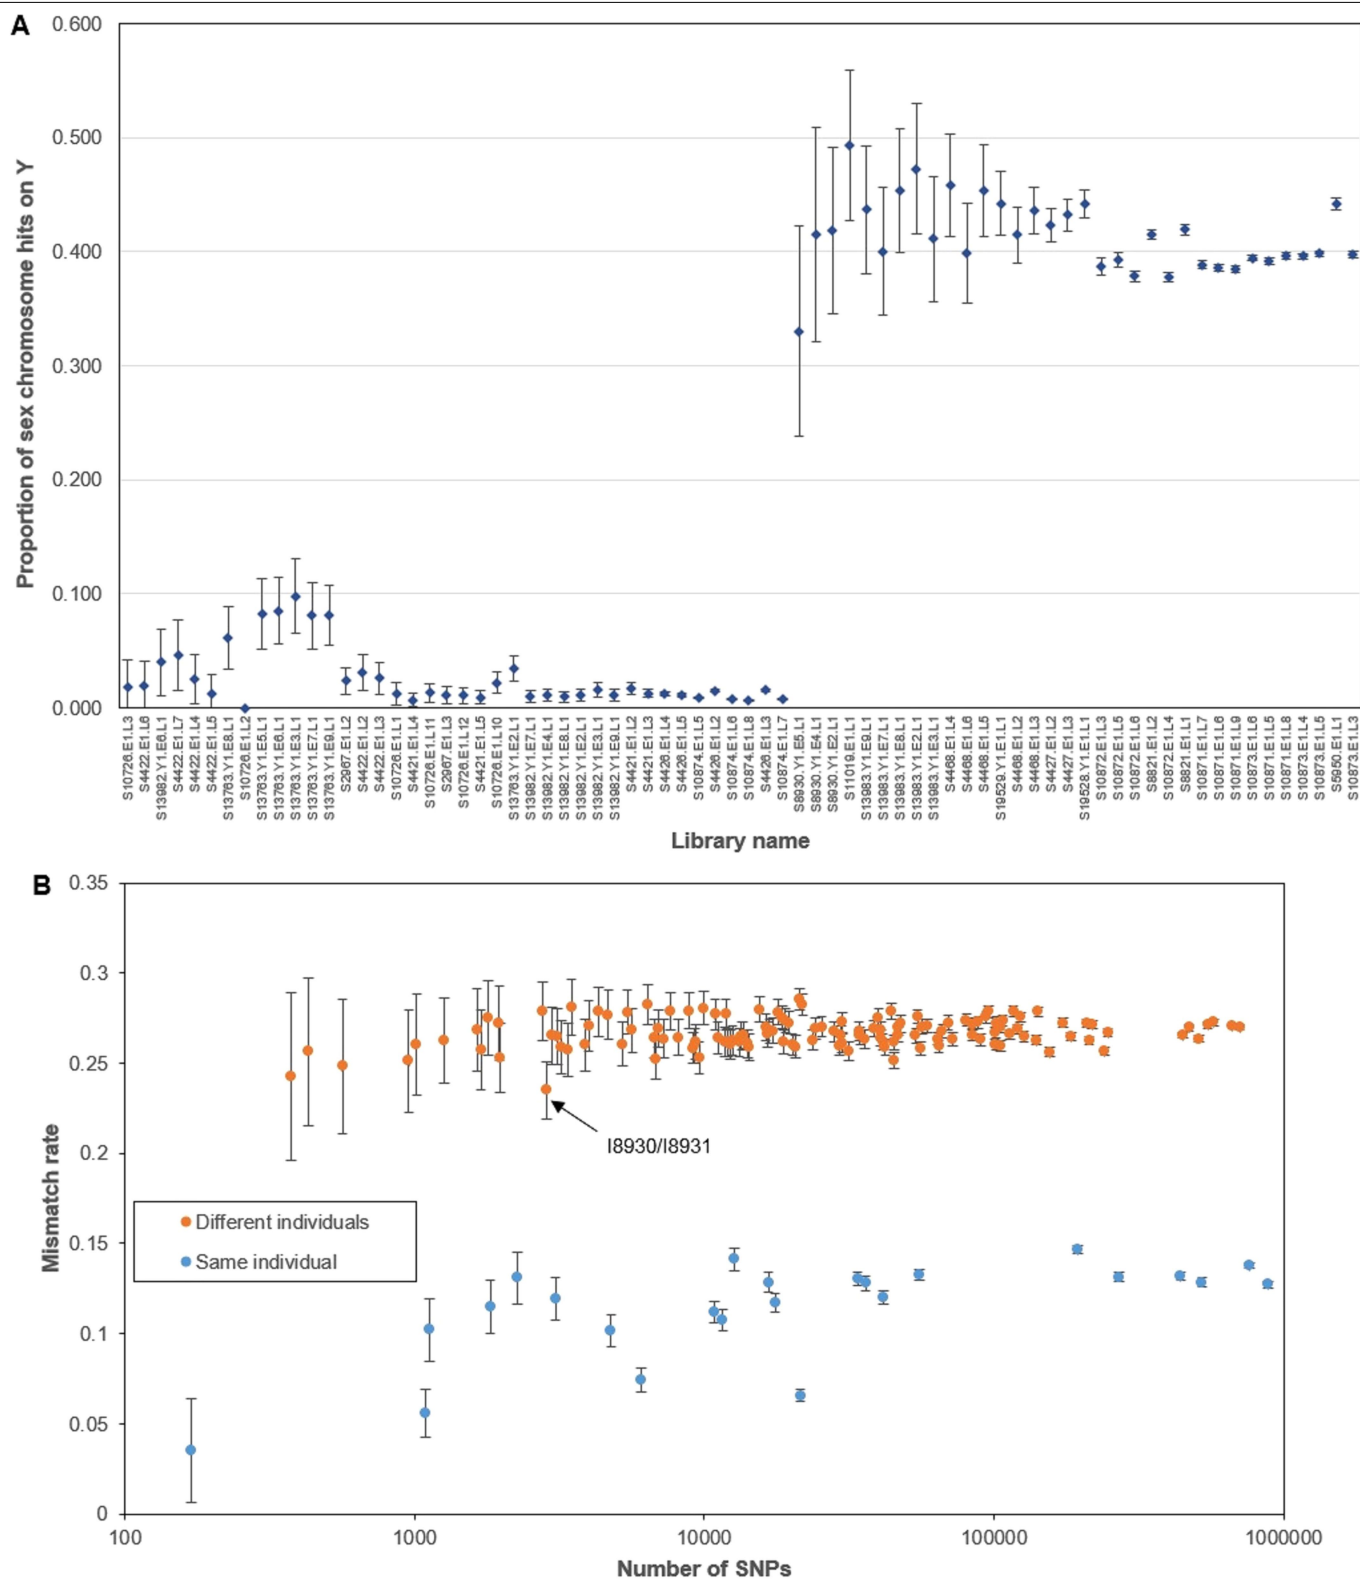 A
0.600
0.500
0.400
0.300
0.200
0.100
0.000
Proportion of sex chromosome hits on Y
S10726.E1.L3
S4422.E1.L6
S13982.Y1.E6.L1
S4422.E1.L7
S4422.E1.L4
S4422.E1.L5
S13763.Y1.E8.L1
S10726.E1.L2
S13763.Y1.E5.L1
S13763.Y1.E6.L1
S13763.Y1.E3.L1
S13763.Y1.E7.L1
S13763.Y1.E9.L1
S2967.E1.L2
S4422.E1.L2
S4422.E1.L3
S10726.E1.L1
S4421.E1.L4
S10726.E1.L11
S2967.E1.L3
S10726.E1.L12
S4421.E1.L5
S10726.E1.L10
S13763.Y1.E2.L1
S13982.Y1.E7.L1
S13982.Y1.E4.L1
S13982.Y1.E8.L1
S13982.Y1.E2.L1
S13982.Y1.E3.L1
S13982.Y1.E9.L1
S4421.E1.L2
S4421.E1.L3
S4426.E1.L4
S4426.E1.L5
S10874.E1.L5
S4426.E1.L2
S10874.E1.L6
S10874.E1.L8
S4426.E1.L3
S10874.E1.L7
S8930.Y1.E5.L1
S8930.Y1.E4.L1
S8930.Y1.E2.L1
S11019.E1.L1
S13983.Y1.E9.L1
S13983.Y1.E7.L1
S13983.Y1.E8.L1
S13983.Y1.E2.L1
S13983.Y1.E3.L1
S4468.E1.L4
S4468.E1.L6
S4468.E1.L5
S19529.Y1.E1.L1
S4468.E1.L2
S4468.E1.L3
S4427.E1.L2
S4427.E1.L3
S19528.Y1.E1.L1
S10872.E1.L3
S10872.E1.L5
S10872.E1.L6
S8821.E1.L2
S10872.E1.L4
S8821.E1.L1
S10871.E1.L7
S10871.E1.L6
S10871.E1.L9
S10873.E1.L6
S10871.E1.L5
S10871.E1.L8
S10873.E1.L4
S10873.E1.L5
S5950.E1.L1
S10873.E1.L3
Library name
B
0.35
0.3
0.25
0.2
0.15
0.1
0.05
0
Mismatch rate
I8930/I8931
Different individuals
Same individual
100
1000
10000
100000
1000000
Number of SNPs